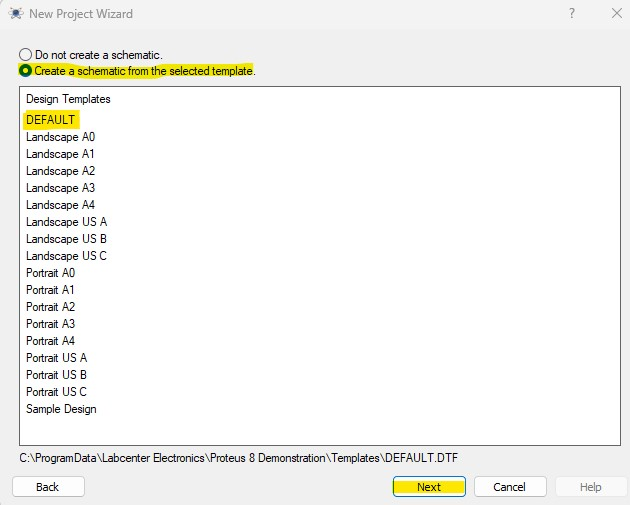 New Project Wizard
Do not create a schematic.
Create a schematic from the selected template.
Design Templates
DEFAULT
Landscape A0
Landscape A1
Landscape A2
Landscape A3
Landscape A4
Landscape US A
Landscape US B
Landscape US C
Portrait A0
Portrait A1
Portrait A2
Portrait A3
Portrait A4
Portrait US A
Portrait US B
Portrait US C
Sample Design
C:\ProgramData\Labcenter Electronics\Proteus 8 Demonstration\Templates\DEFAULT.DTF
Back Next Cancel Help